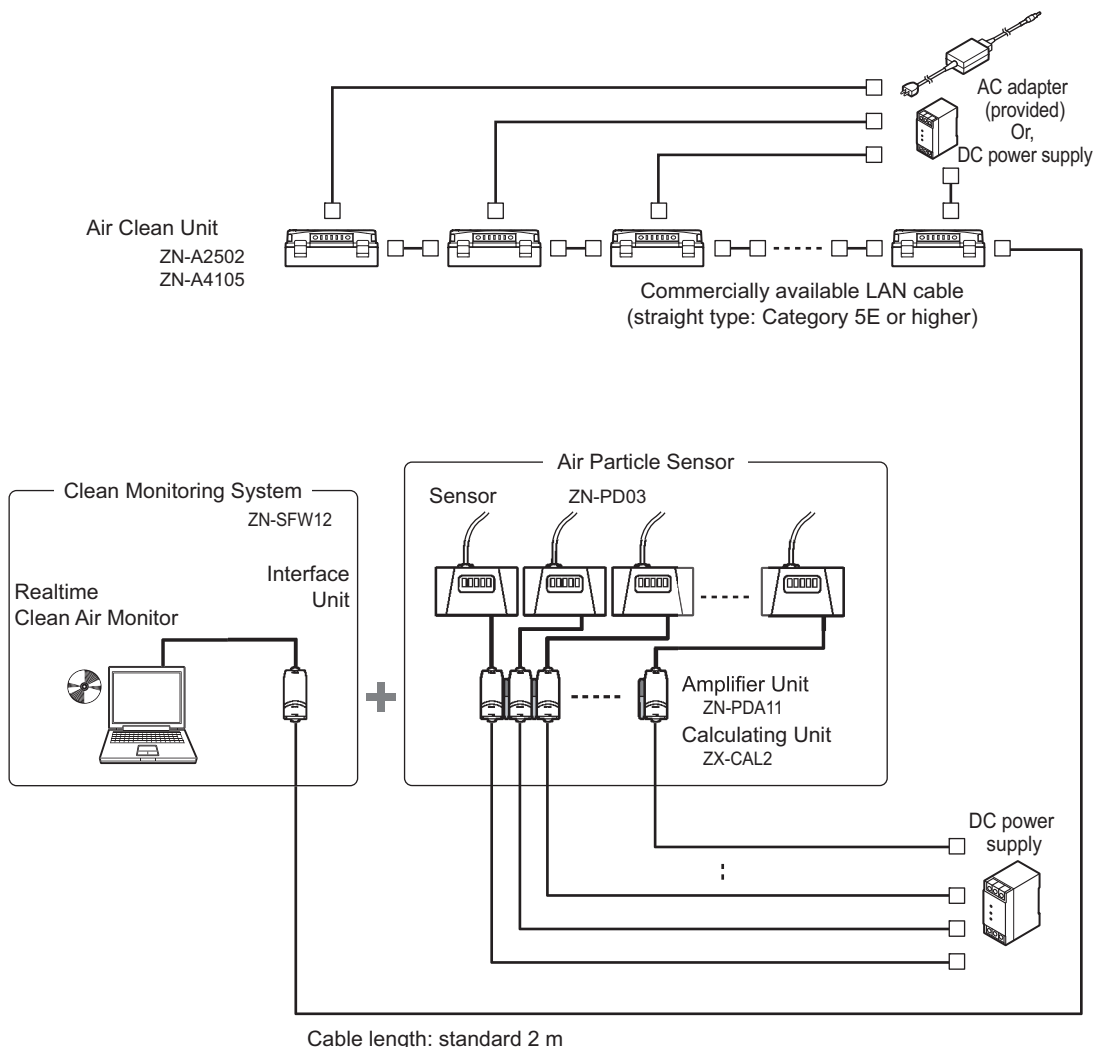 AC adapter
(provided)
Or,
DC power supply
Air Clean Unit
ZN-A2502
ZN-A4105
Commercially available LAN cable
(straight type: Category 5E or higher)
Air Particle Sensor
Clean Monitoring System
ZN-SFW12
Sensor
ZN-PD03
Interface
Unit
Realtime
Clean Air Monitor
Amplifier Unit
ZN-PDA11
Calculating Unit
ZX-CAL2
DC power
supply
Cable length: standard 2 m